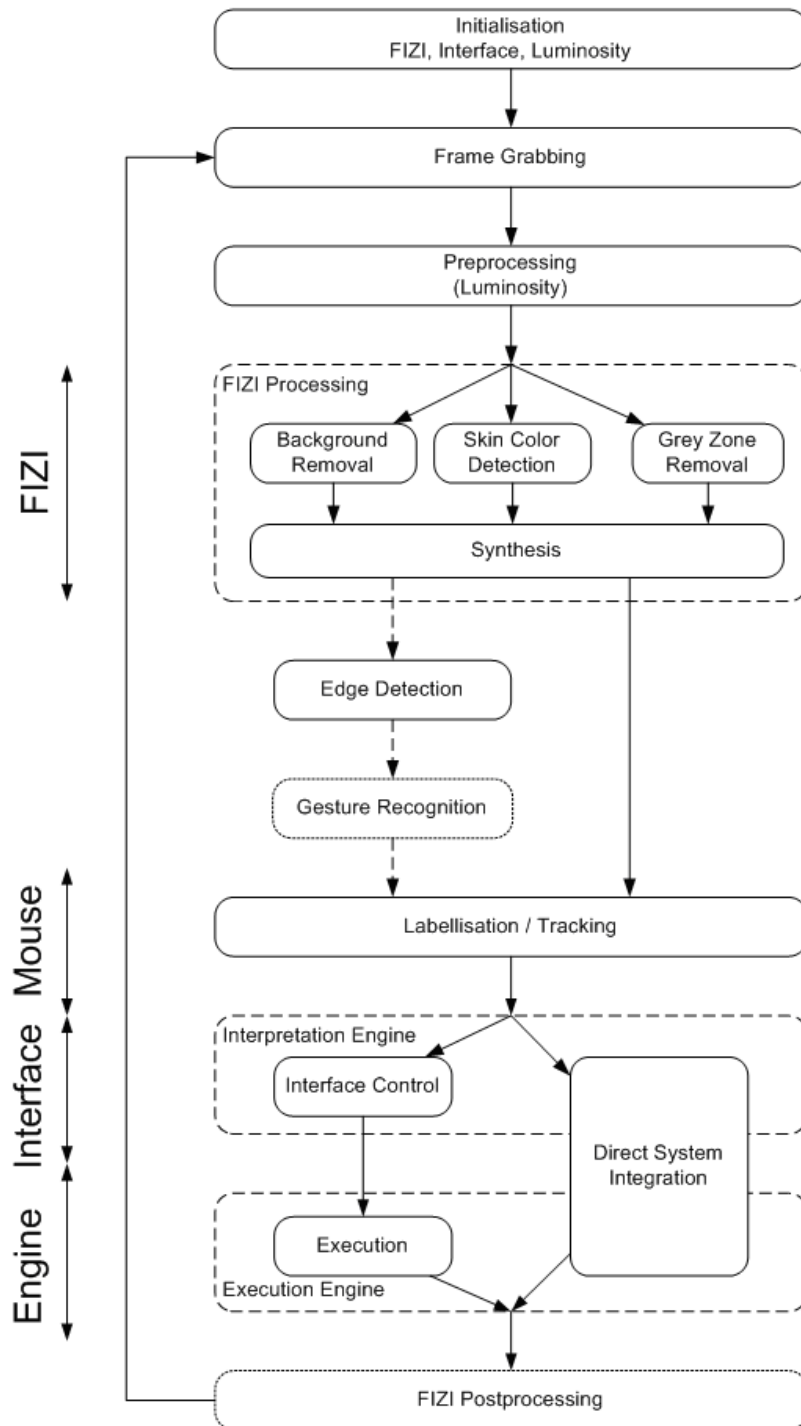 Initialisation
FIZI, Interface, Luminosity
Frame Grabbing
Preprocessing
(Luminosity)
FIZI
FIZI Processing
Background
Removal
Skin Color
Detection
Grey Zone
Removal
Synthesis
Edge Detection
Gesture Recognition
Mouse
Labellisation / Tracking
Interface
Interpretation Engine
Interface Control
Direct System
Integration
Engine
Execution
Execution Engine
FIZI Postprocessing